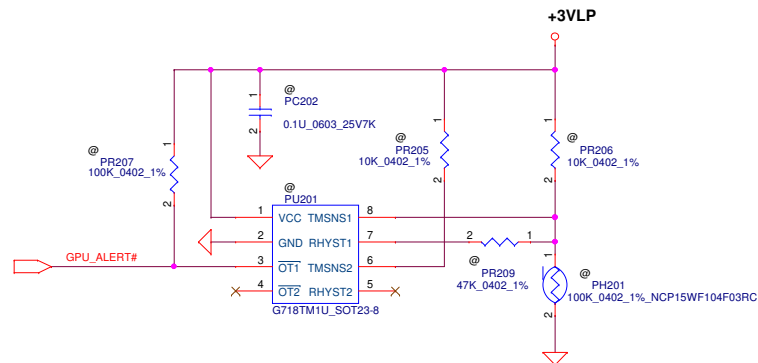 +3VLP
@
PC202
0.1U_0603_25V7K
1
2
@
PR207
100K_0402_1%
1
2
PR205
10K_0402_1%
@
1
2
@
PR206
10K_0402_1%
1
2
@
PU201
1 VCC TMSNS1 8
2 GND RHYST1 7
3 OT1 TMSNS2 6
4 OT2 RHYST2 5
G718TM1U_SOT23-8
GPU_ALERT#
2 1
@
PR209
47K_0402_1%
1
@
PH201
100K_0402_1%_NCP15WF104F03RC
2